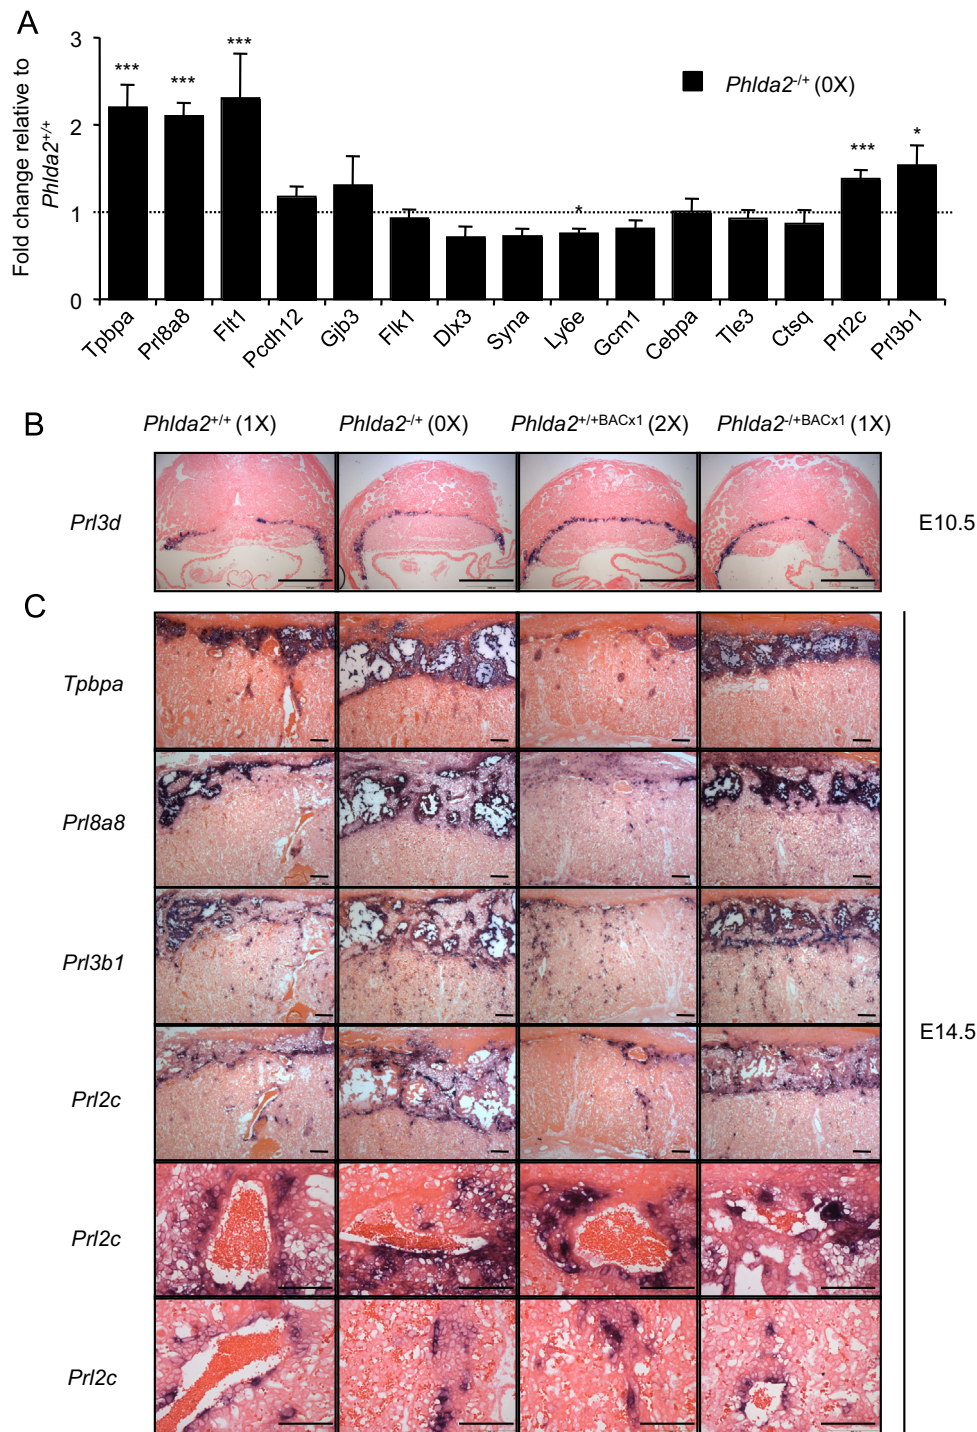 A
Fold change relative to
Phlda2+/+
3
2
1
0
***
***
***
*
***
*
Phlda2-/+ (0X)
Tpbpa
Prl8a8
Flt1
Pcdh12
Gjb3
Flk1
Dlx3
Syna
Ly6e
Gcm1
Cebpa
Tle3
Ctsq
Prl2c
Prl3b1
B
Phlda2+/+ (1X)
Phlda2-/+ (0X)
Phlda2+/+BACx1 (2X)
Phlda2-/+BACx1 (1X)
Prl3d
E10.5
C
Tpbpa
Prl8a8
Prl3b1
E14.5
Prl2c
Prl2c
Prl2c